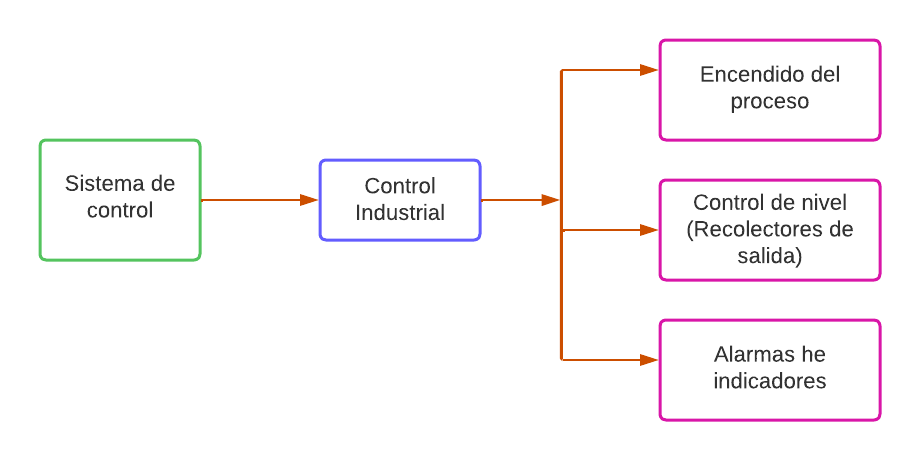 Sistema de
control
Control
Industrial
Encendido del
proceso
Control de nivel
(Recolectores de
salida)
Alarmas he
indicadores